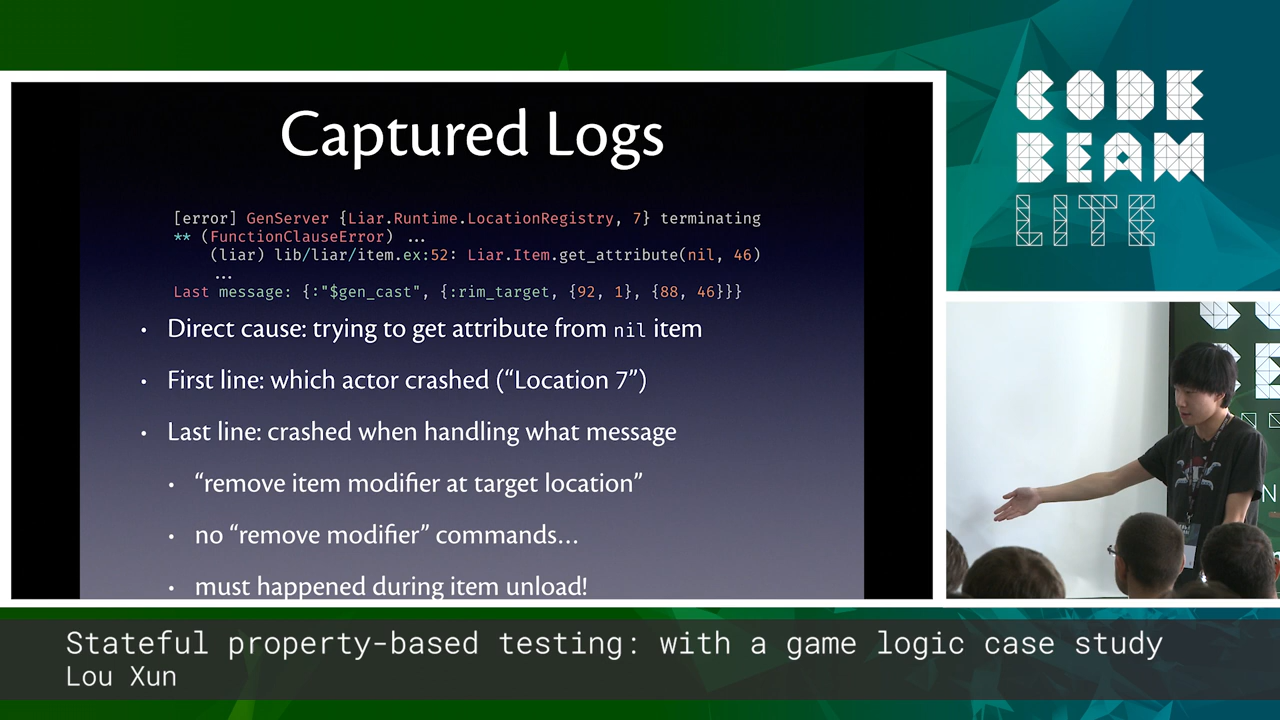 Captured Logs
[error] GenServer {Liar.Runtime.LocationRegistry, 7} terminating
** (FunctionClauseError) ...
(liar) lib/liar/item.ex:52: Liar.Item.get_attribute(nil, 46)
...
Last message: {:"$gen_cast", {:rim_target, {92, 1}, {88, 46}}}
• Direct cause: trying to get attribute from nil item
• First line: which actor crashed (“Location 7”)
• Last line: crashed when handling what message
• “remove item modifier at target location”
• no “remove modifier” commands...
• must happened during item unload!
CODE
BEAM
LITE
Stateful property-based testing: with a game logic case study
Lou Xun